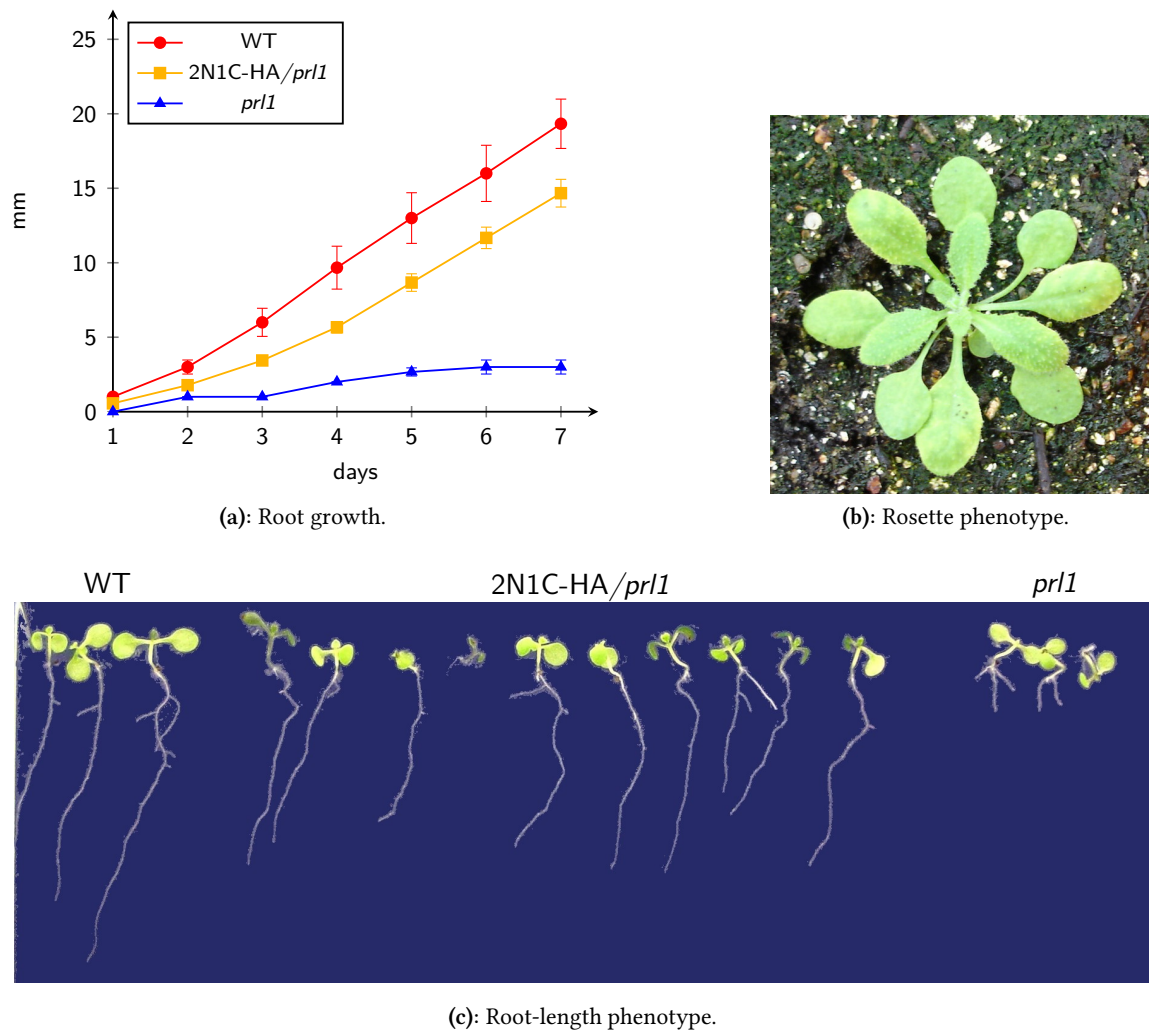 25
20
15
10
5
0
mm
WT
2N1C-HA/prl1
prl1
1 2 3 4 5 6 7
days
(a): Root growth.
(b): Rosette phenotype.
WT 2N1C-HA/prl1 prl1
(c): Root-length phenotype.